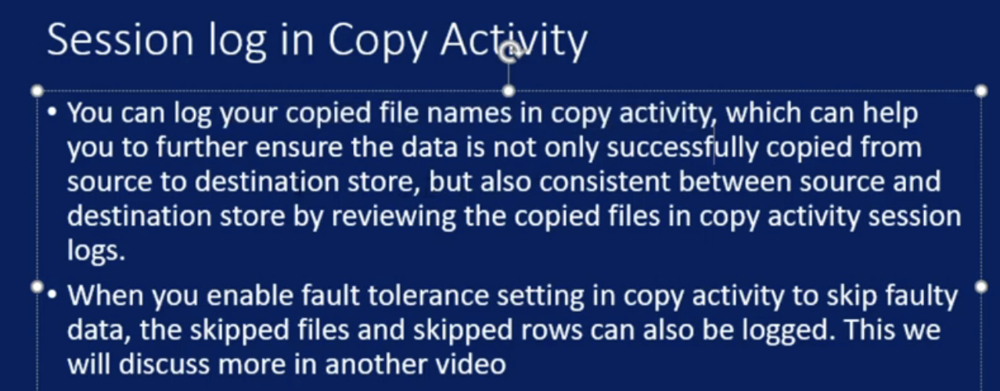 Session log in Copy Activity
• You can log your copied file names in copy activity, which can help
you to further ensure the data is not only successfully copied from
source to destination store, but also consistent between source and
destination store by reviewing the copied files in copy activity session
logs.
• When you enable fault tolerance setting in copy activity to skip faulty
data, the skipped files and skipped rows can also be logged. This we
will discuss more in another video